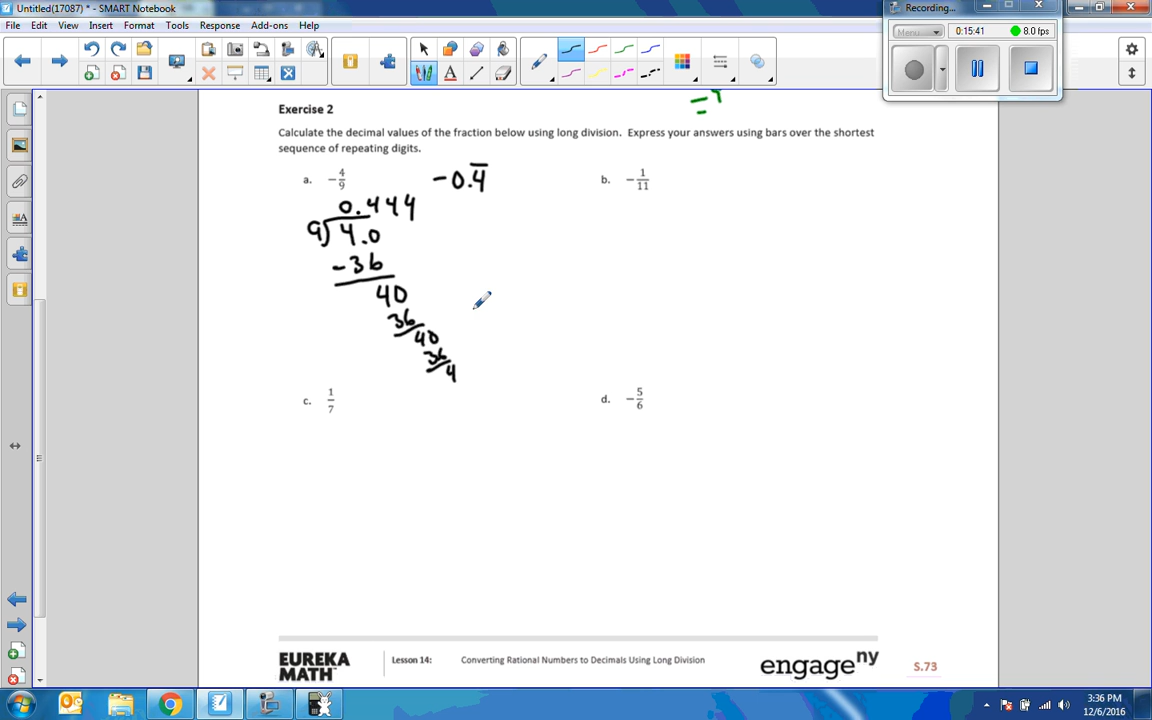 Untitled(17087) * - SMART Notebook
Recording...
File Edit View Insert Format Tools Response Add-ons Help
Menu
0:15:41
8.0 fps
Exercise 2
Calculate the decimal values of the fraction below using long division. Express your answers using bars over the shortest
sequence of repeating digits.
a. -4/9
-0.4̅
b. -1/11
0.444
9)4.0
-36
40
36
40
36
4
c. 1/7
d. -5/6
EUREKA
MATH™
Lesson 14: Converting Rational Numbers to Decimals Using Long Division
engage^ny
S.73
3:36 PM
12/6/2016